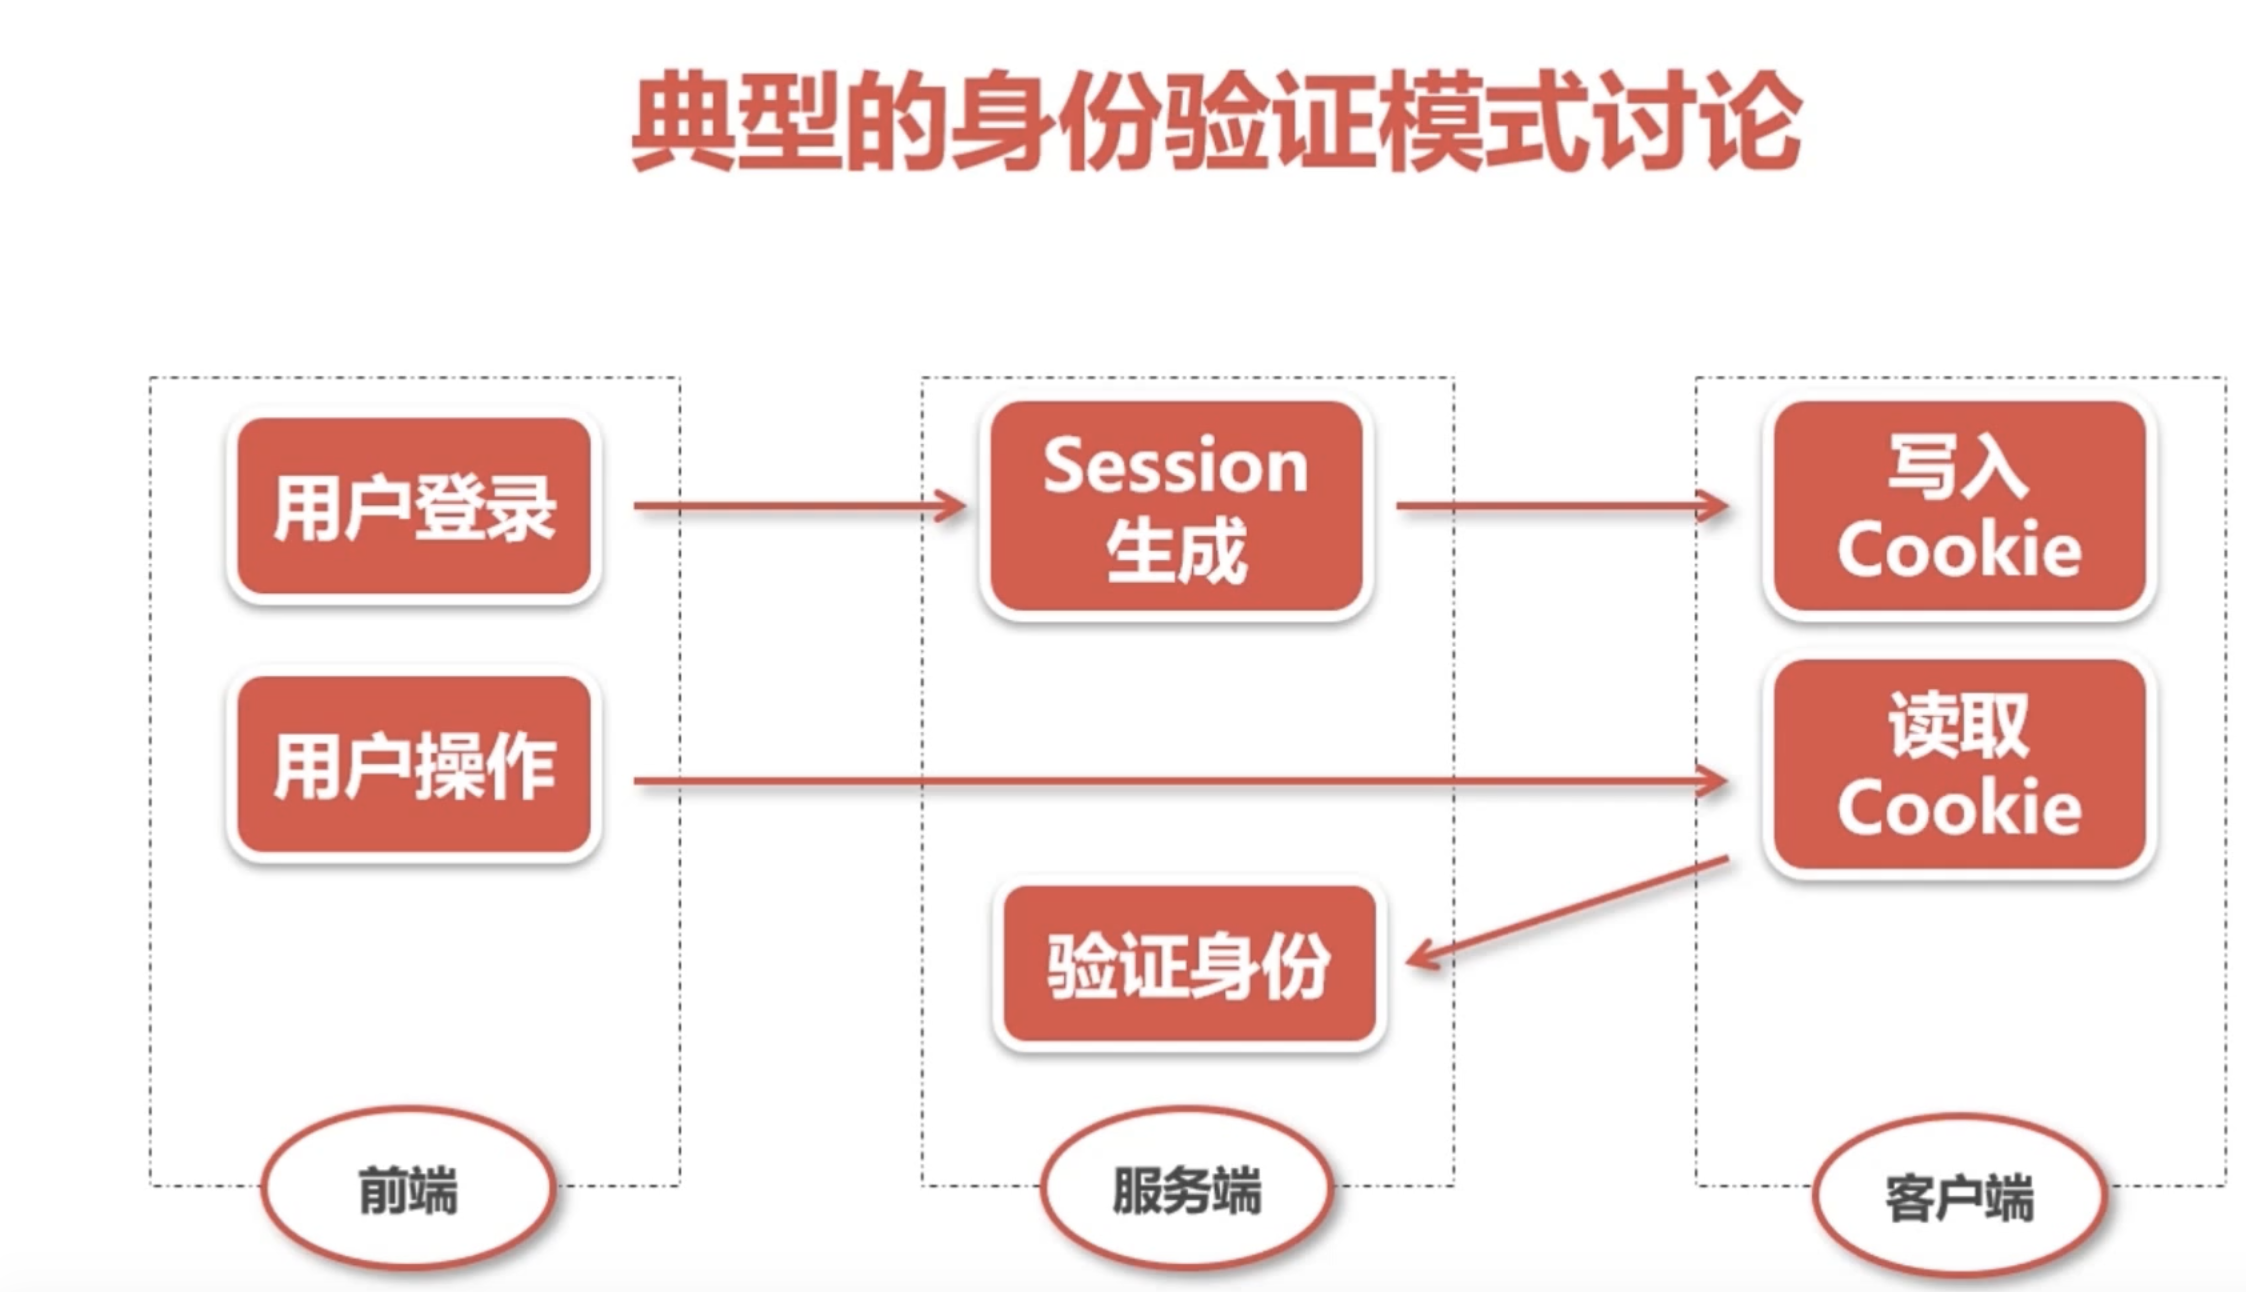 典型的身份验证模式讨论
用户登录
Session
生成
写入
Cookie
用户操作
读取
Cookie
验证身份
前端
服务端
客户端